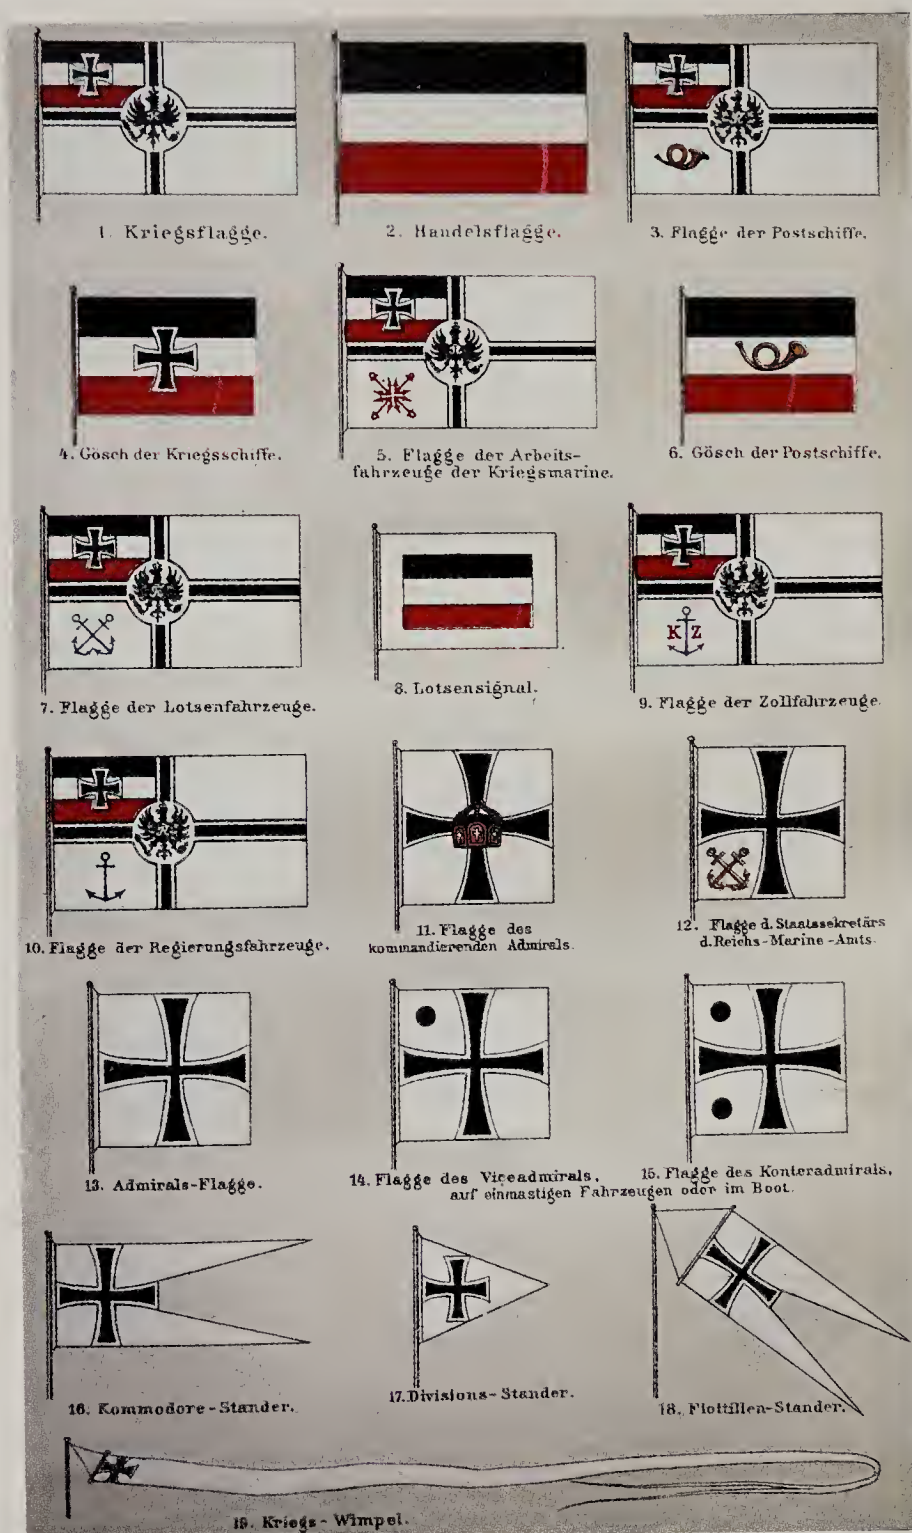 1. Kriegsflagge.
2. Handelsflagge.
3. Flagge der Postschiffe.
4. Gösch der Kriegsschiffe.
5. Flagge der Arbeits-
fahrzeuge der Kriegsmarine.
6. Gösch der Postschiffe.
7. Flagge der Lotsenfahrzeuge.
8. Lotsensignal.
K Z
9. Flagge der Zollfahrzeuge.
10. Flagge der Regierungsfahrzeuge.
11. Flagge des
kommandierenden Admirals.
12. Flagge d. Staatssekretärs
d. Reichs-Marine-Amts.
13. Admirals-Flagge.
14. Flagge des Viceadmirals,
15. Flagge des Konteradmirals,
auf einmastigen Fahrzeugen oder im Boot.
16. Kommodore-Stander.
17. Divisions-Stander.
18. Flottillen-Stander.
19. Kriegs-Wimpel.